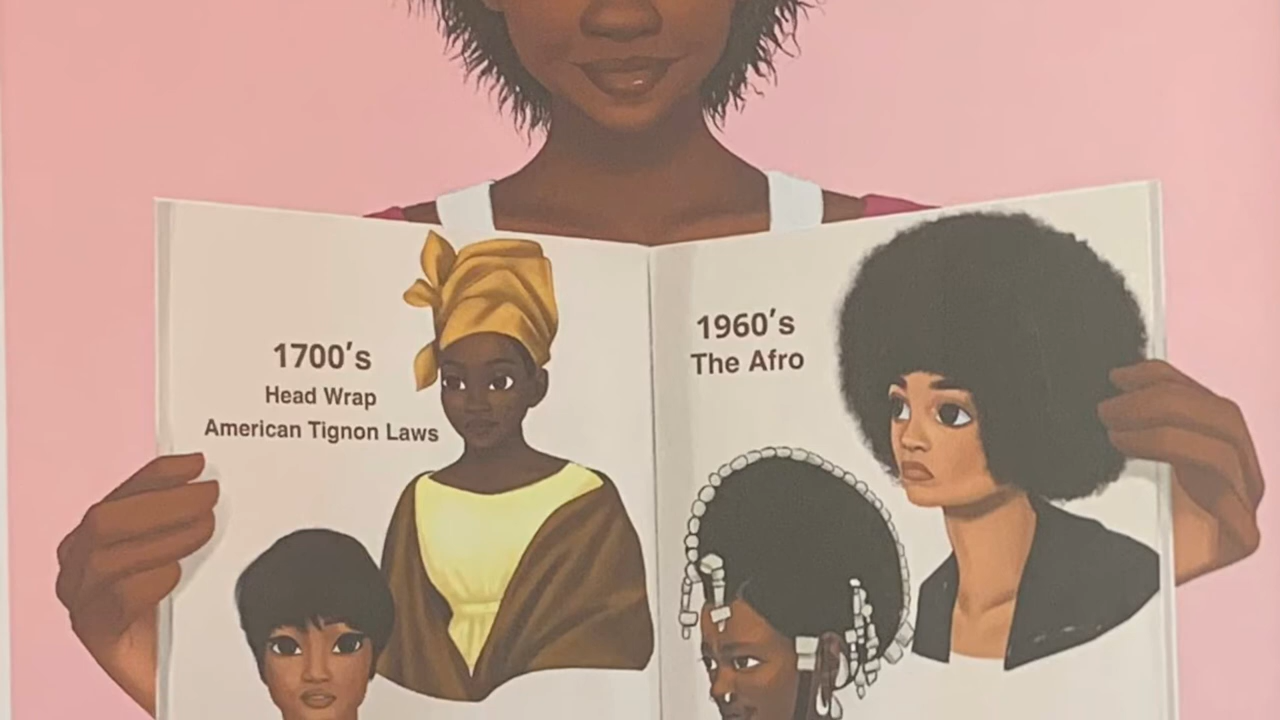 1700's
Head Wrap
American Tignon Laws
1960's
The Afro